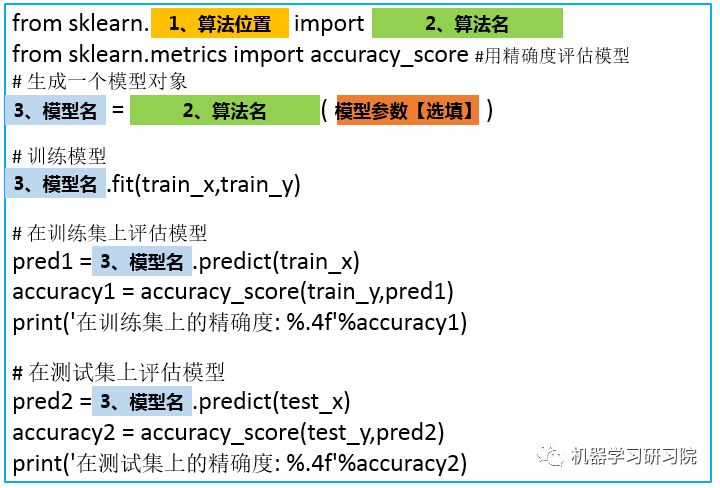 from sklearn. 1、算法位置 import 2、算法名
from sklearn.metrics import accuracy_score #用精确度评估模型
# 生成一个模型对象
3、模型名 = 2、算法名 ( 模型参数【选填】 )
# 训练模型
3、模型名 .fit(train_x,train_y)
# 在训练集上评估模型
pred1 = 3、模型名 .predict(train_x)
accuracy1 = accuracy_score(train_y,pred1)
print('在训练集上的精确度: %.4f'%accuracy1)
# 在测试集上评估模型
pred2 = 3、模型名 .predict(test_x)
accuracy2 = accuracy_score(test_y,pred2)
print('在测试集上的精确度: %.4f'%accuracy2)
机器学习研习院